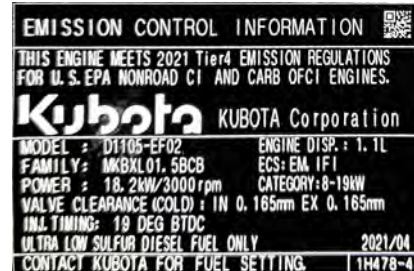 EMISSION CONTROL INFORMATION
THIS ENGINE MEETS 2021 Tier4 EMISSION REGULATIONS
FOR U.S. EPA NONROAD CI AND CARB OFCI ENGINES.
Kubota KUBOTA Corporation
MODEL : D1105-EF02 ENGINE DISP. : 1.1L
FAMILY : MKBXL01.5BCB ECS: EM, IFI
POWER : 18.2kW/3000rpm CATEGORY:8-19kW
VALVE CLEARANCE (COLD) : IN 0.165mm EX 0.165mm
INJ. TIMING: 19 DEG BTDC
ULTRA LOW SULFUR DIESEL FUEL ONLY 2021/04
CONTACT KUBOTA FOR FUEL SETTING. 1H478-4